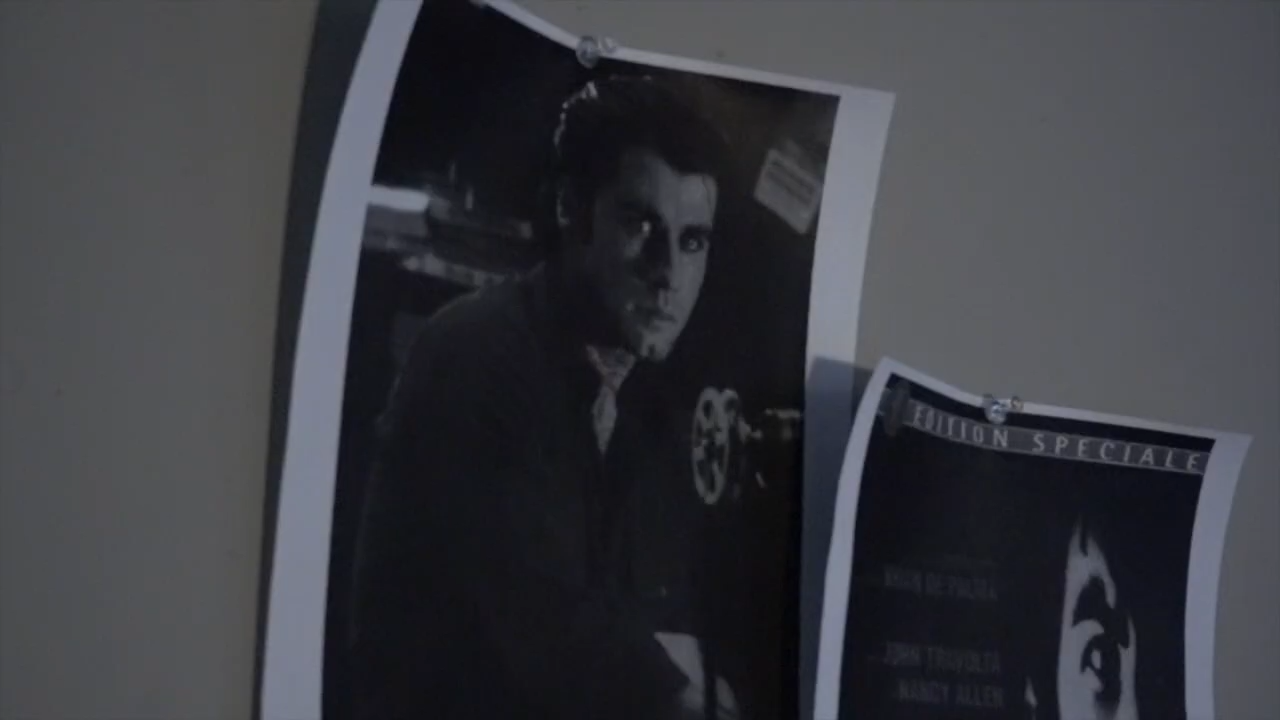 EDITION SPECIALE
BRIAN DE PALMA
JOHN TRAVOLTA
NANCY ALLEN